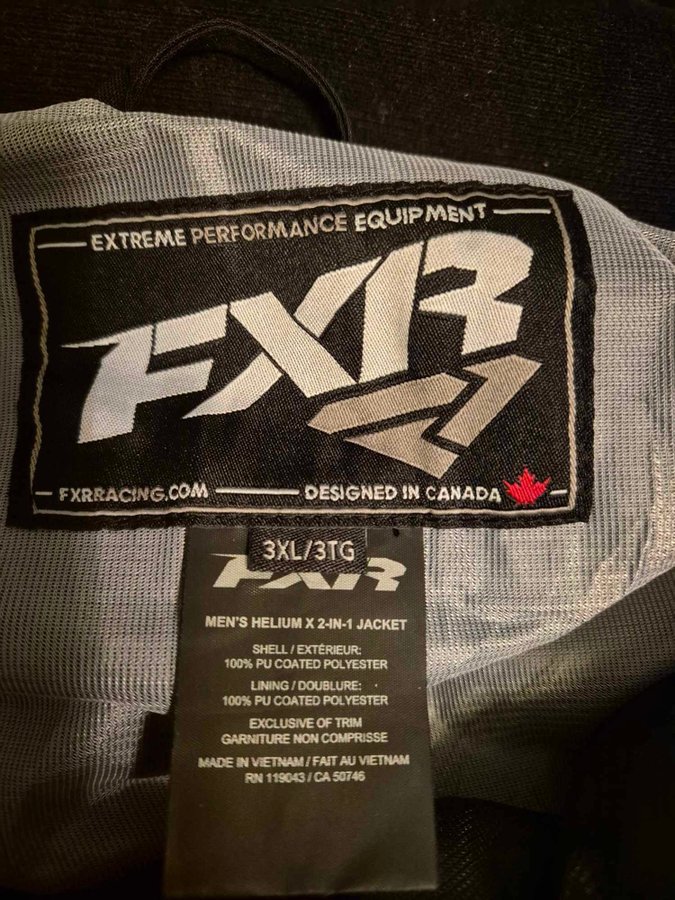 EXTREME PERFORMANCE EQUIPMENT
FXR
FXRRACING.COM DESIGNED IN CANADA
3XL/3TG
FXR
MEN'S HELIUM X 2-IN-1 JACKET
SHELL / EXTÉRIEUR:
100% PU COATED POLYESTER
LINING / DOUBLURE:
100% PU COATED POLYESTER
EXCLUSIVE OF TRIM
GARNITURE NON COMPRISE
MADE IN VIETNAM / FAIT AU VIETNAM
RN 119043 / CA 50746